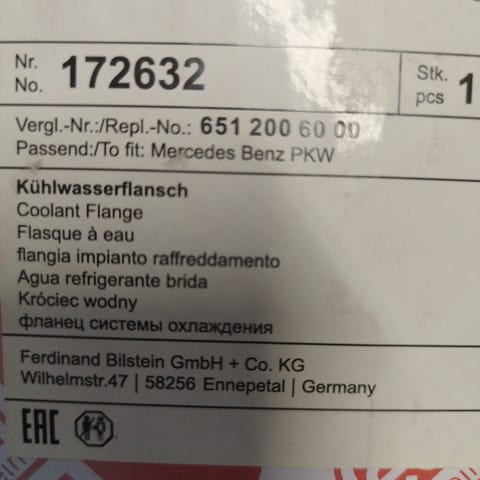 Nr.
No. 172632
Stk.
pcs 1
Vergl.-Nr.:/Repl.-No.: 651 200 60 00
Passend:/To fit: Mercedes Benz PKW
Kühlwasserflansch
Coolant Flange
Flasque à eau
flangia impianto raffreddamento
Agua refrigerante brida
Króciec wodny
фланец системы охлаждения
Ferdinand Bilstein GmbH + Co. KG
Wilhelmstr.47 | 58256 Ennepetal | Germany
EAC